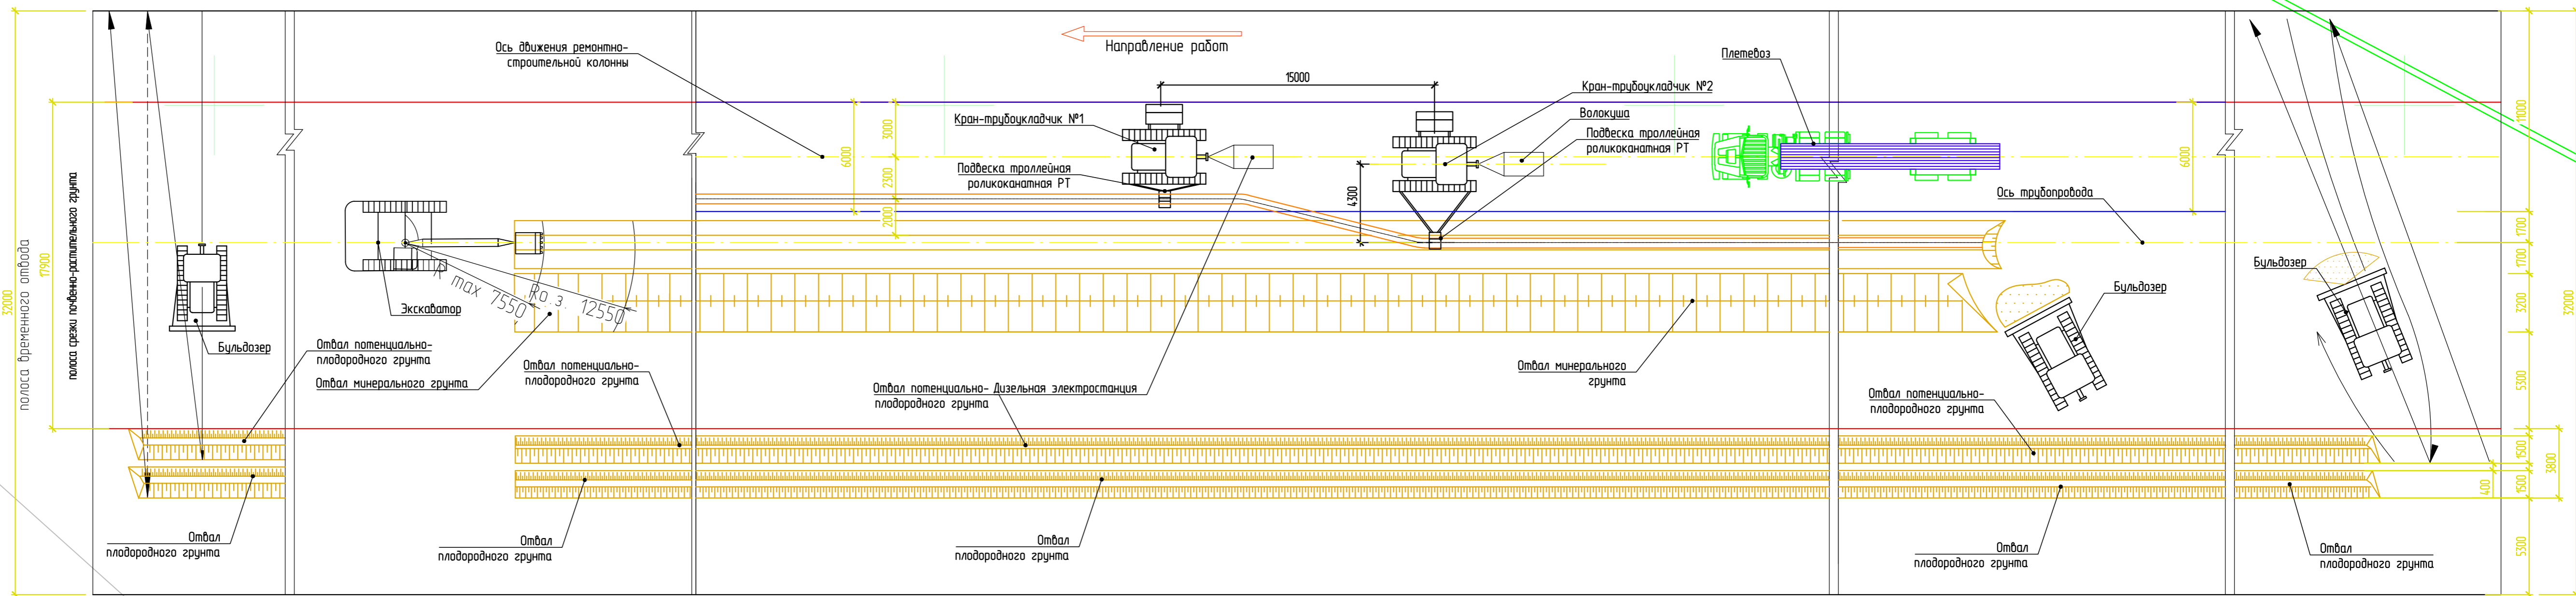 Направление работ
Ось движения ремонтно-
строительной колонны
15000
Плетевоз
Кран-трубоукладчик №2
Кран-трубоукладчик №1
Волокуша
Подвеска троллейная
роликоканатная РТ
Подвеска троллейная
роликоканатная РТ
Ось трубопровода
3000
6000
2300
2000
4300
6000
11000
1700
1700
3200
5300
32000
17900
32000
полоса временного отвода
полоса срезки почвенно-растительного грунта
Экскаватор
R max 7550
Rо.з. 12550
Бульдозер
Бульдозер
Бульдозер
Отвал потенциально-
плодородного грунта
Отвал минерального грунта
Отвал потенциально-
плодородного грунта
Отвал потенциально-
плодородного грунта
Дизельная электростанция
Отвал минерального
грунта
Отвал потенциально-
плодородного грунта
1500
3800
400
1500
5300
Отвал
плодородного грунта
Отвал
плодородного грунта
Отвал
плодородного грунта
Отвал
плодородного грунта
Отвал
плодородного грунта